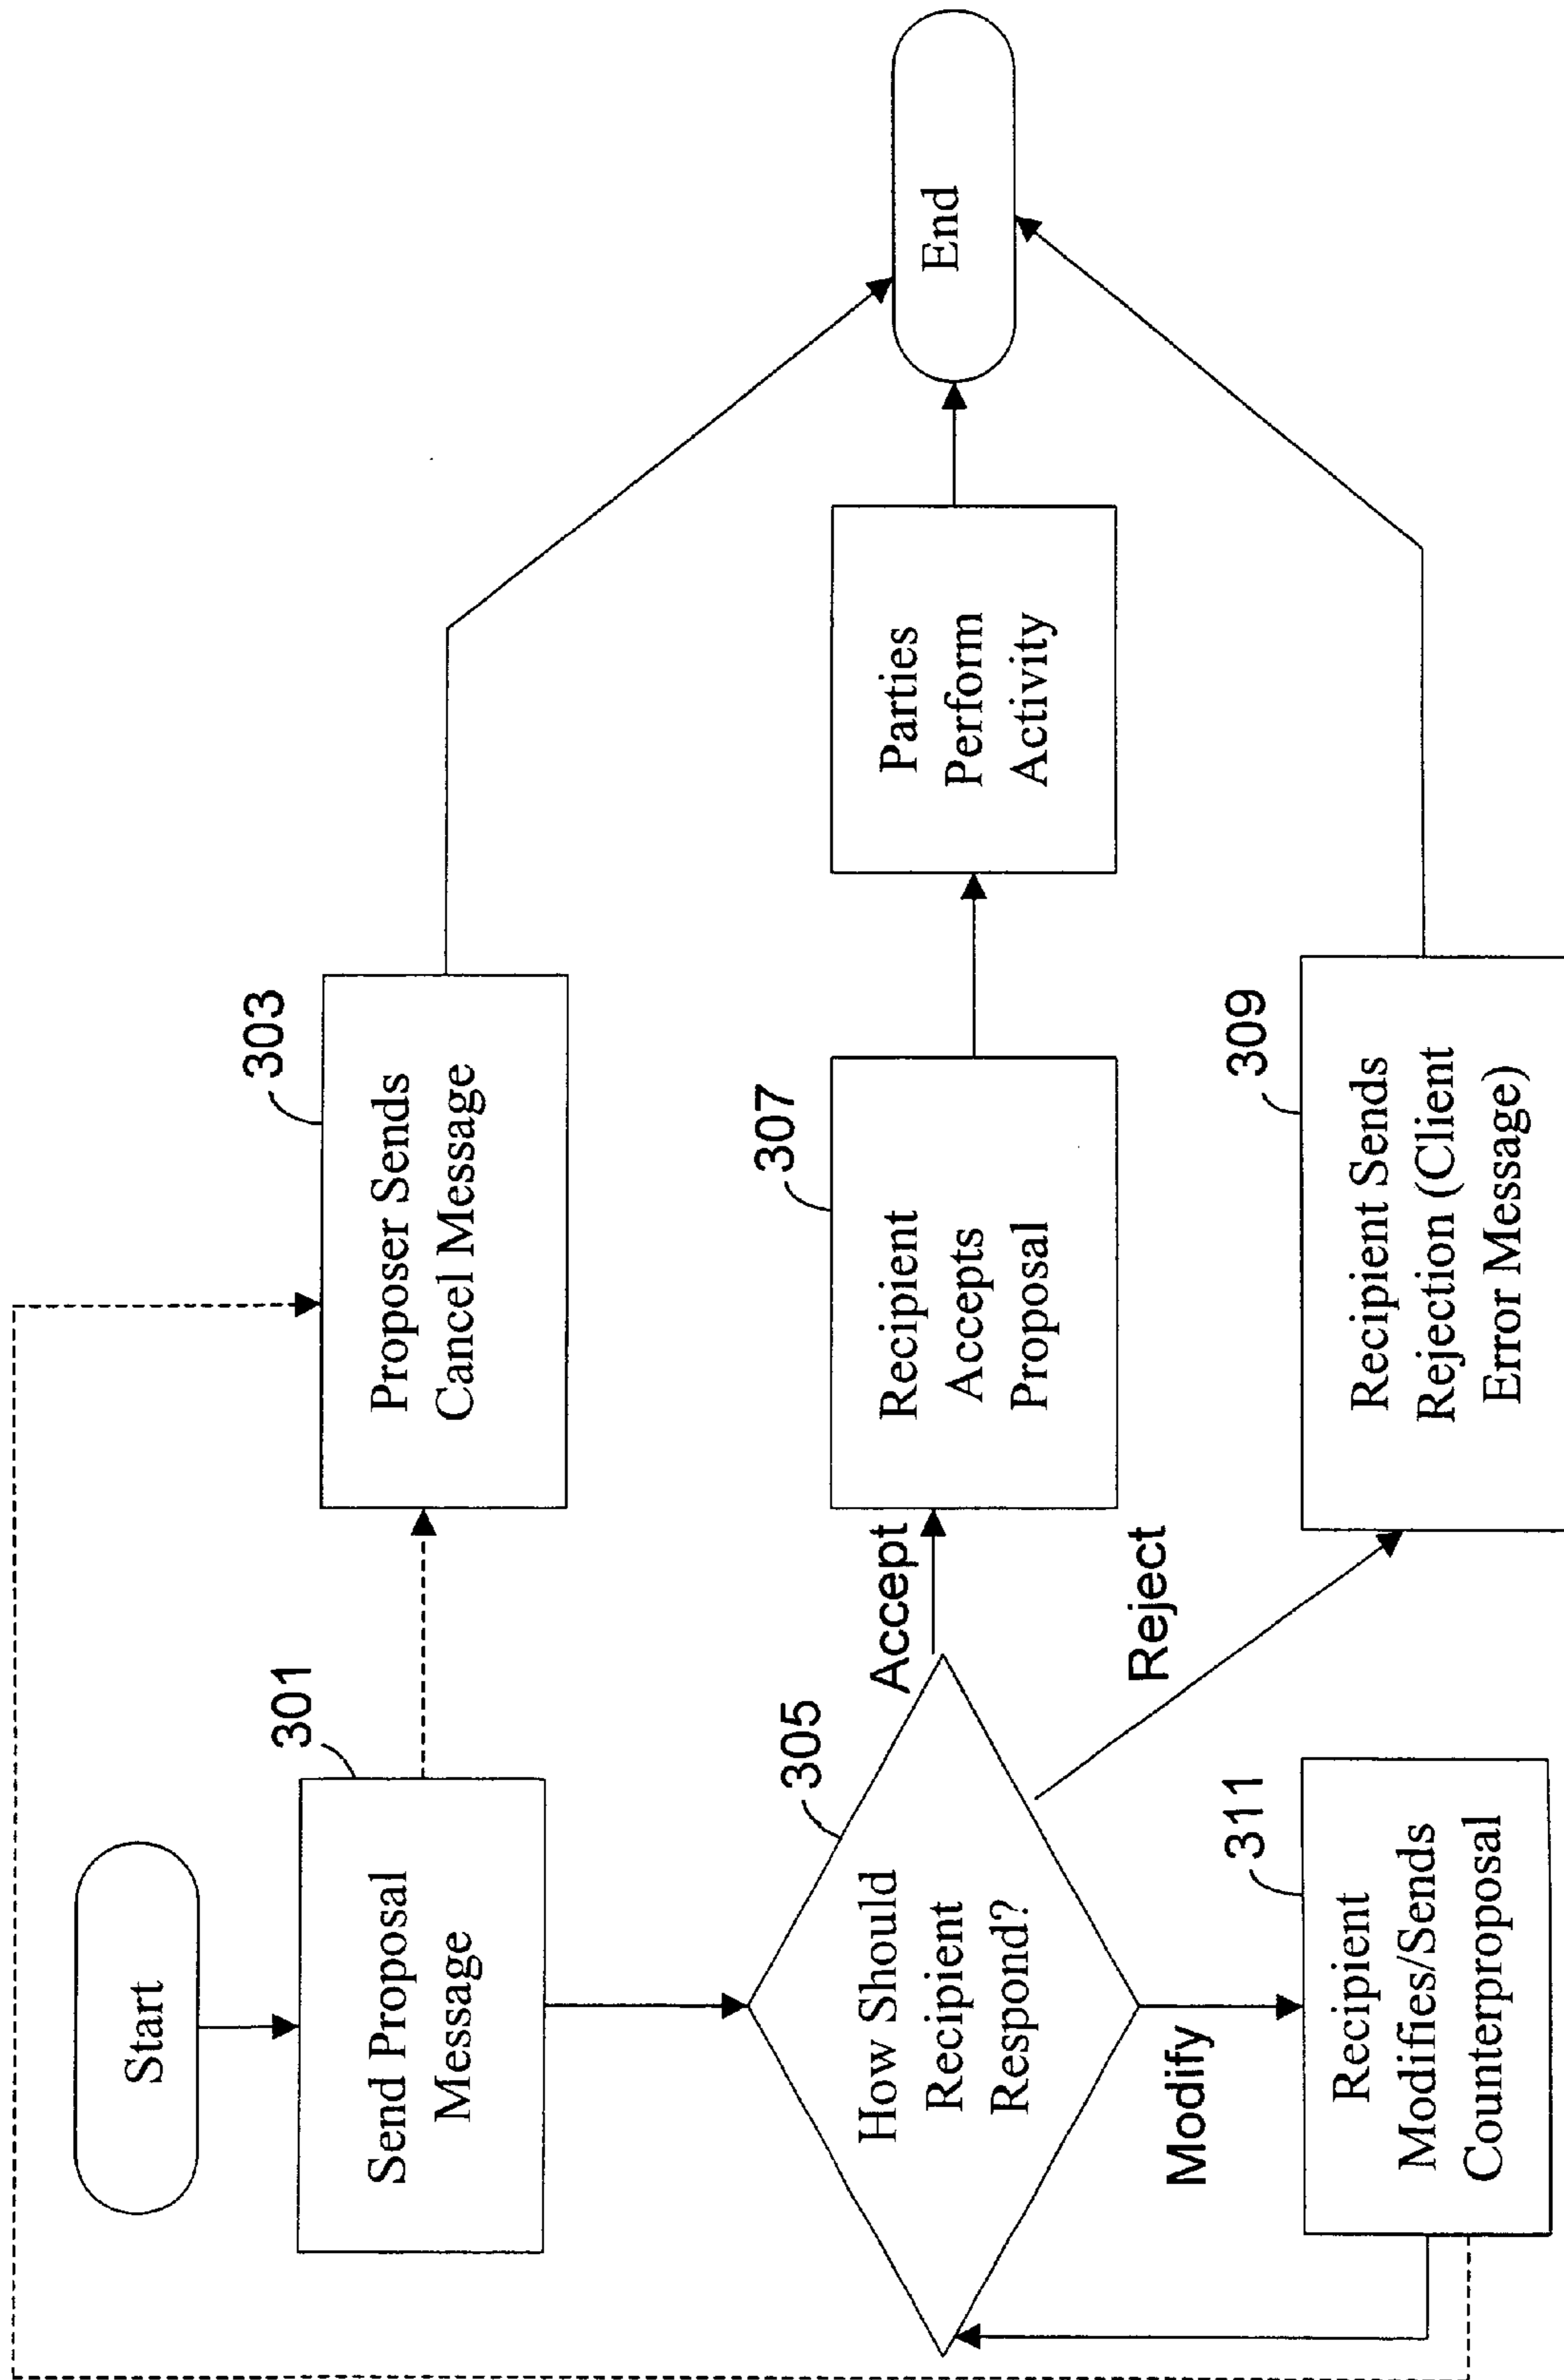 Start
301
Send Proposal
Message
303
Proposer Sends
Cancel Message
305
How Should
Recipient
Respond?
Accept
307
Recipient
Accepts
Proposal
Parties
Perform
Activity
End
Reject
309
Recipient Sends
Rejection (Client
Error Message)
Modify
311
Recipient
Modifies/Sends
Counterproposal